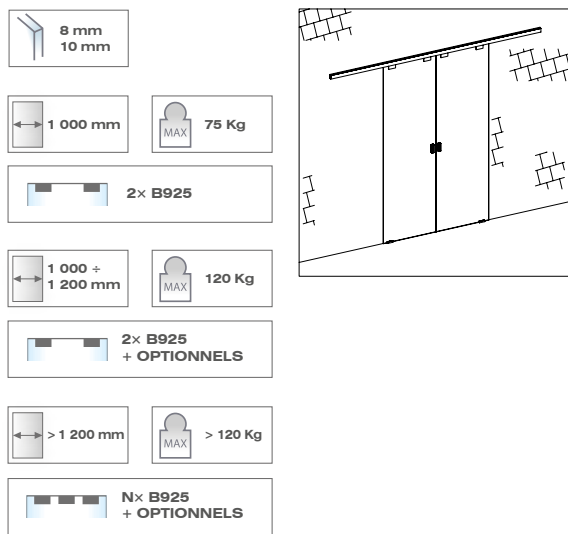 8 mm
10 mm
1 000 mm
MAX
75 Kg
2× B925
1 000 ÷
1 200 mm
MAX
120 Kg
2× B925
+ OPTIONNELS
> 1 200 mm
MAX
> 120 Kg
N× B925
+ OPTIONNELS